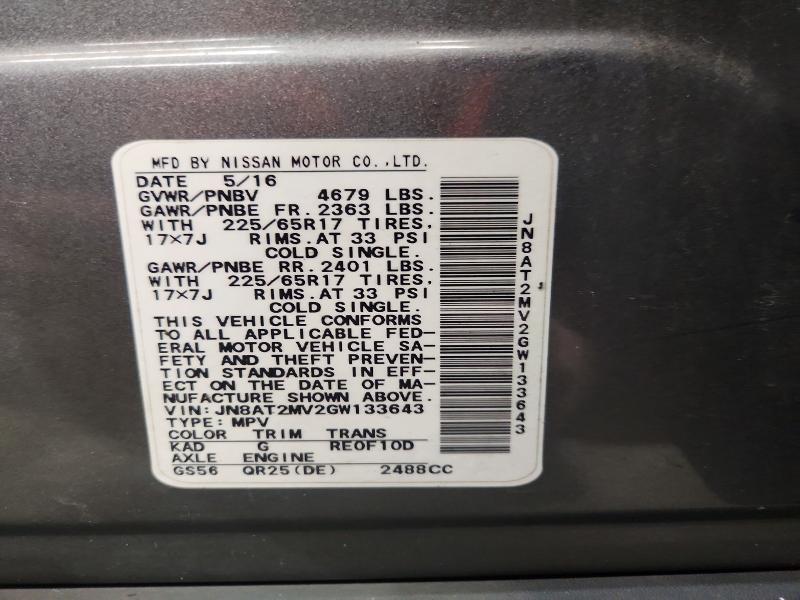 MFD BY NISSAN MOTOR CO.,LTD.
DATE 5/16
GVWR/PNBV 4679 LBS.
GAWR/PNBE FR. 2363 LBS.
WITH 225/65R17 TIRES,
17×7J RIMS.AT 33 PSI
COLD SINGLE.
GAWR/PNBE RR. 2401 LBS.
WITH 225/65R17 TIRES,
17×7J RIMS.AT 33 PSI
COLD SINGLE.
THIS VEHICLE CONFORMS
TO ALL APPLICABLE FED-
ERAL MOTOR VEHICLE SA-
FETY AND THEFT PREVEN-
TION STANDARDS IN EFF-
ECT ON THE DATE OF MA-
NUFACTURE SHOWN ABOVE.
VIN:JN8AT2MV2GW133643
TYPE:MPV
COLOR TRIM TRANS
KAD G RE0F10D
AXLE ENGINE
GS56 QR25(DE) 2488CC
JN8AT2MV2GW133643